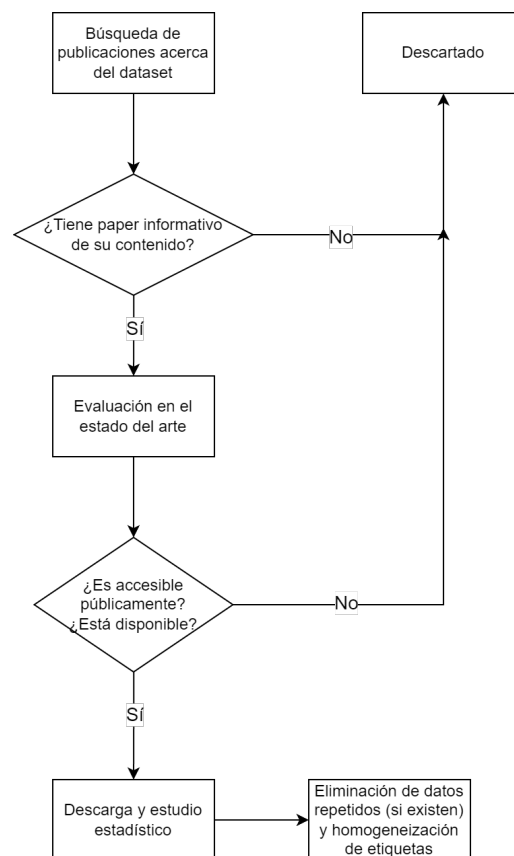 Búsqueda de
publicaciones acerca
del dataset
Descartado
¿Tiene paper informativo
de su contenido?
No
Sí
Evaluación en el
estado del arte
¿Es accesible
públicamente?
¿Está disponible?
No
Sí
Descarga y estudio
estadístico
Eliminación de datos
repetidos (si existen)
y homogeneización
de etiquetas